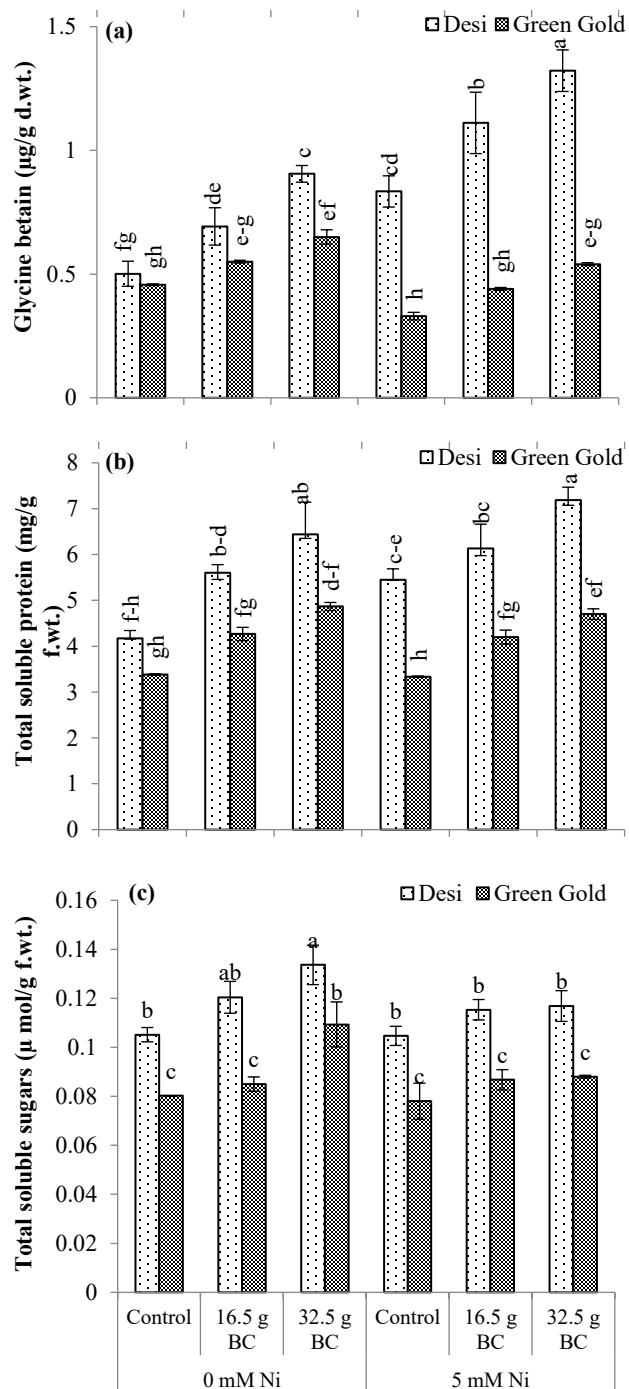 (a)
Desi Green Gold
Glycine betain (µg/g d.wt.)
1.5
1
0.5
0
fg gh de e-g c ef cd h b gh a e-g
(b)
Desi Green Gold
Total soluble protein (mg/g
f.wt.)
8
7
6
5
4
3
2
1
0
f-h gh b-d fg ab d-f c-e h bc fg a ef
(c)
Desi Green Gold
Total soluble sugars (µ mol/g f.wt.)
0.16
0.14
0.12
0.1
0.08
0.06
0.04
0.02
0
b c ab c a b b c b c b c
Control 16.5 g 32.5 g Control 16.5 g 32.5 g
BC BC BC BC
0 mM Ni 5 mM Ni